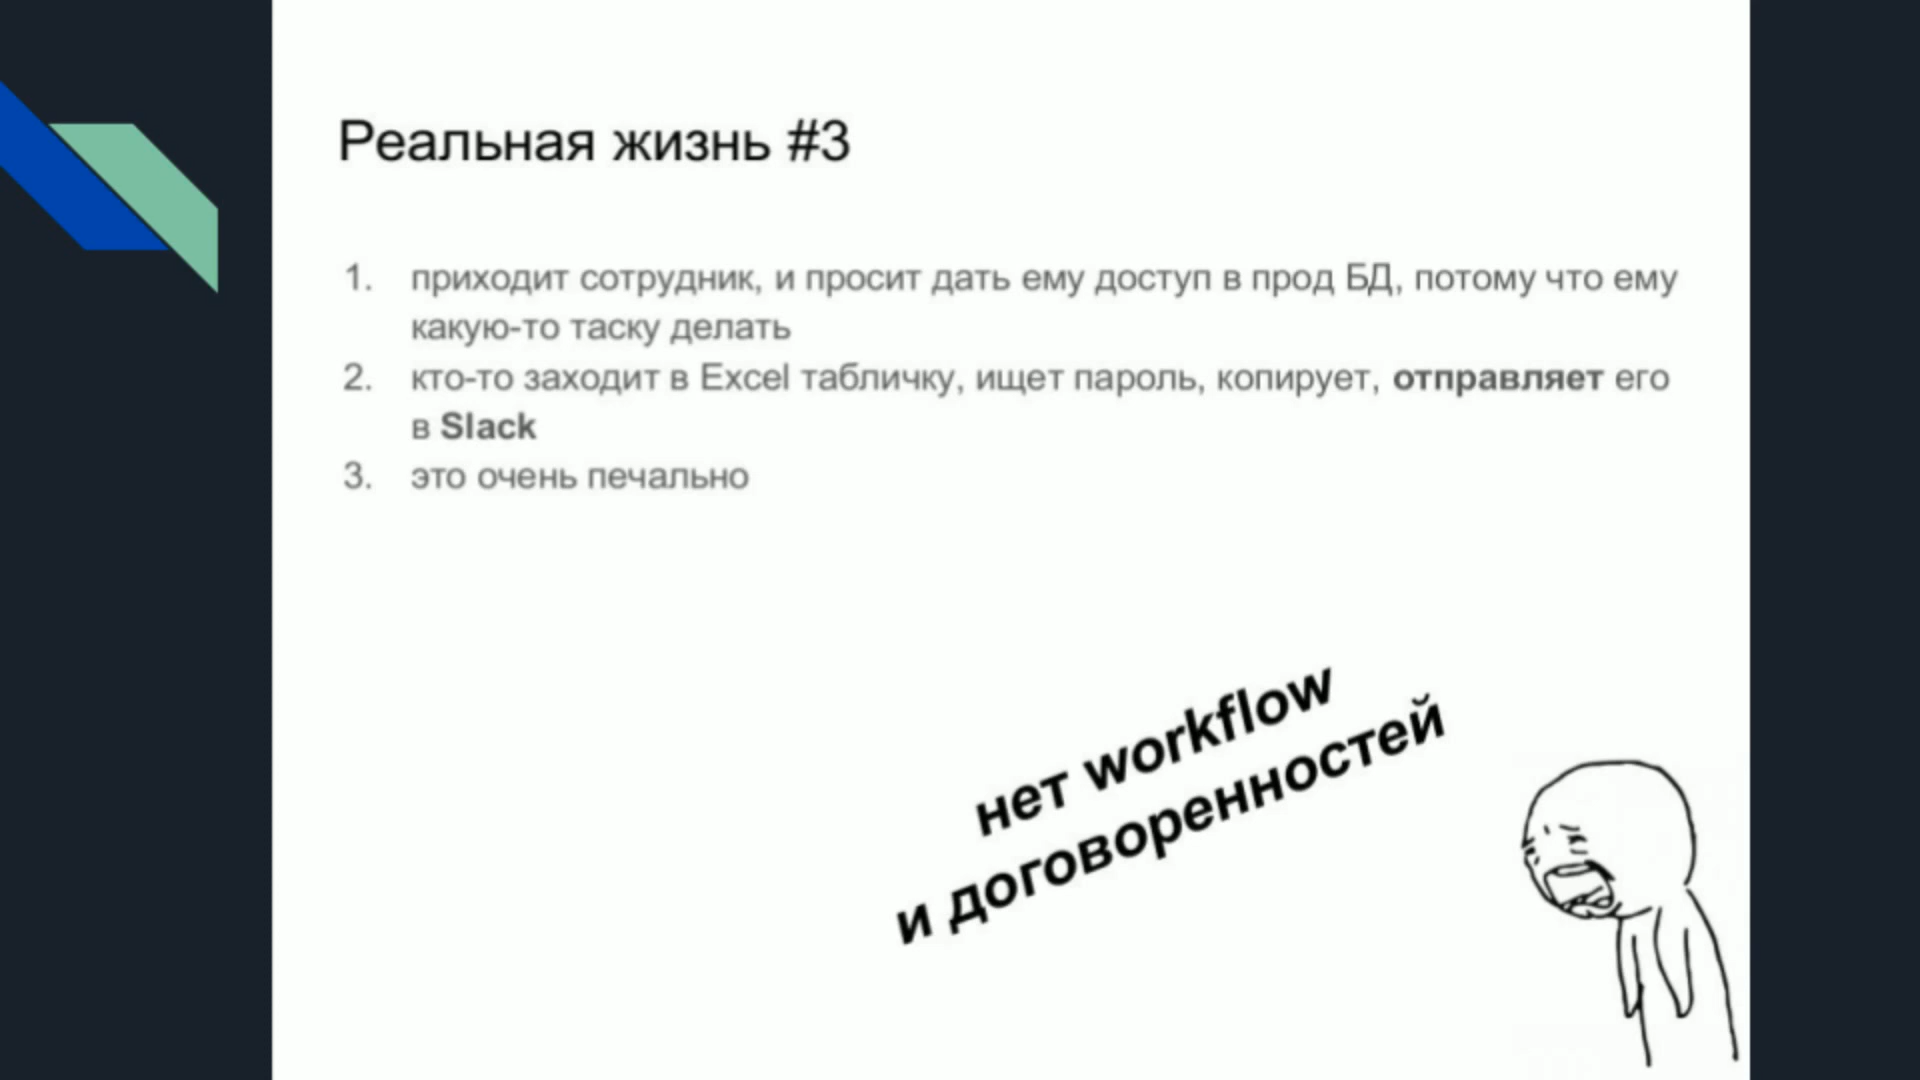 Реальная жизнь #3
1. приходит сотрудник, и просит дать ему доступ в прод БД, потому что ему
какую-то таску делать
2. кто-то заходит в Excel табличку, ищет пароль, копирует, отправляет его
в Slack
3. это очень печально
нет workflow
и договоренностей